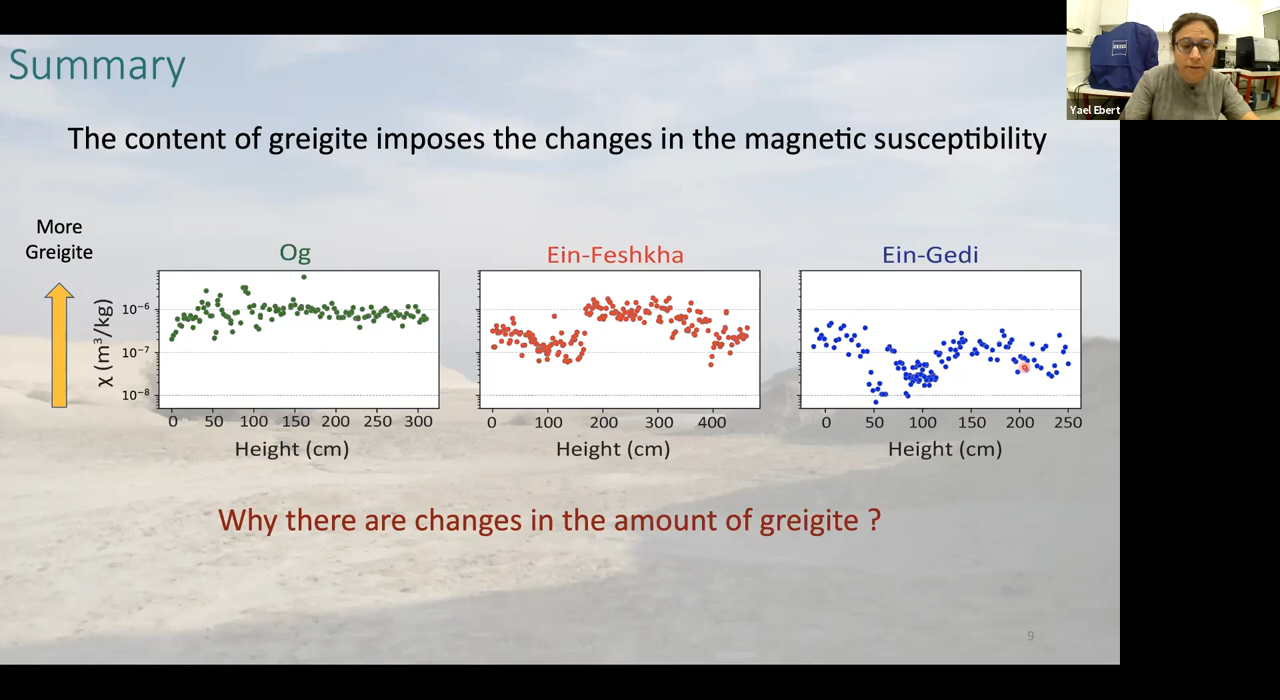 Summary
The content of greigite imposes the changes in the magnetic susceptibility
More
Greigite
Og
Ein-Feshkha
Ein-Gedi
χ (m³/kg)
10⁻⁶
10⁻⁷
10⁻⁸
0 50 100 150 200 250 300
0 100 200 300 400
0 50 100 150 200 250
Height (cm)
Height (cm)
Height (cm)
Why there are changes in the amount of greigite ?
9
Yael Ebert